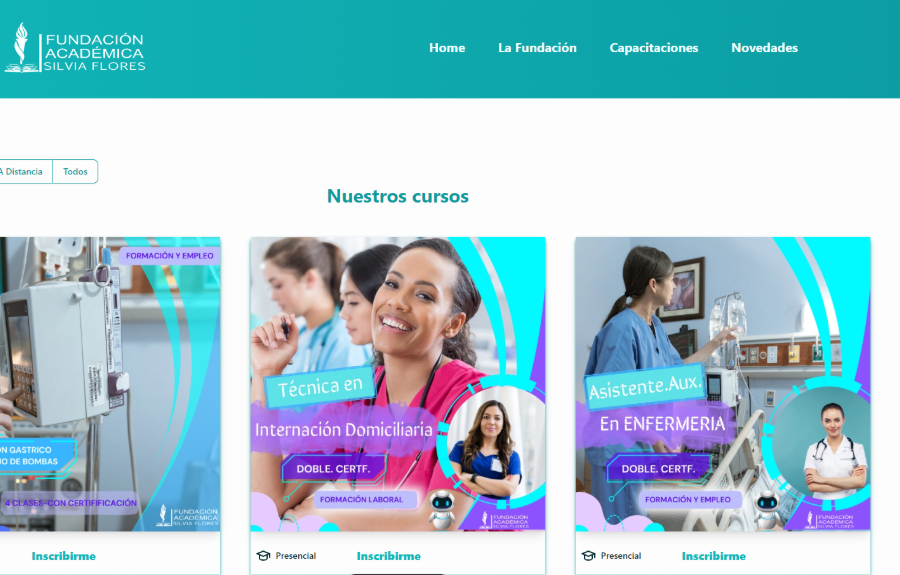 FUNDACIÓN
ACADÉMICA
SILVIA FLORES
Home
La Fundación
Capacitaciones
Novedades
A Distancia
Todos
Nuestros cursos
FORMACIÓN Y EMPLEO
ON GASTRICO
JO DE BOMBAS
4 CLASES-CON CERTIFIFICACIÓN
FUNDACIÓN
ACADÉMICA
SILVIA FLORES
Inscribirme
Técnica en
Internación Domiciliaria
DOBLE. CERTF.
FORMACIÓN LABORAL
FUNDACIÓN
ACADÉMICA
SILVIA FLORES
Presencial
Inscribirme
Asistente.Aux.
En ENFERMERIA
DOBLE. CERTF.
FORMACIÓN Y EMPLEO
FUNDACIÓN
ACADÉMICA
SILVIA FLORES
Presencial
Inscribirme